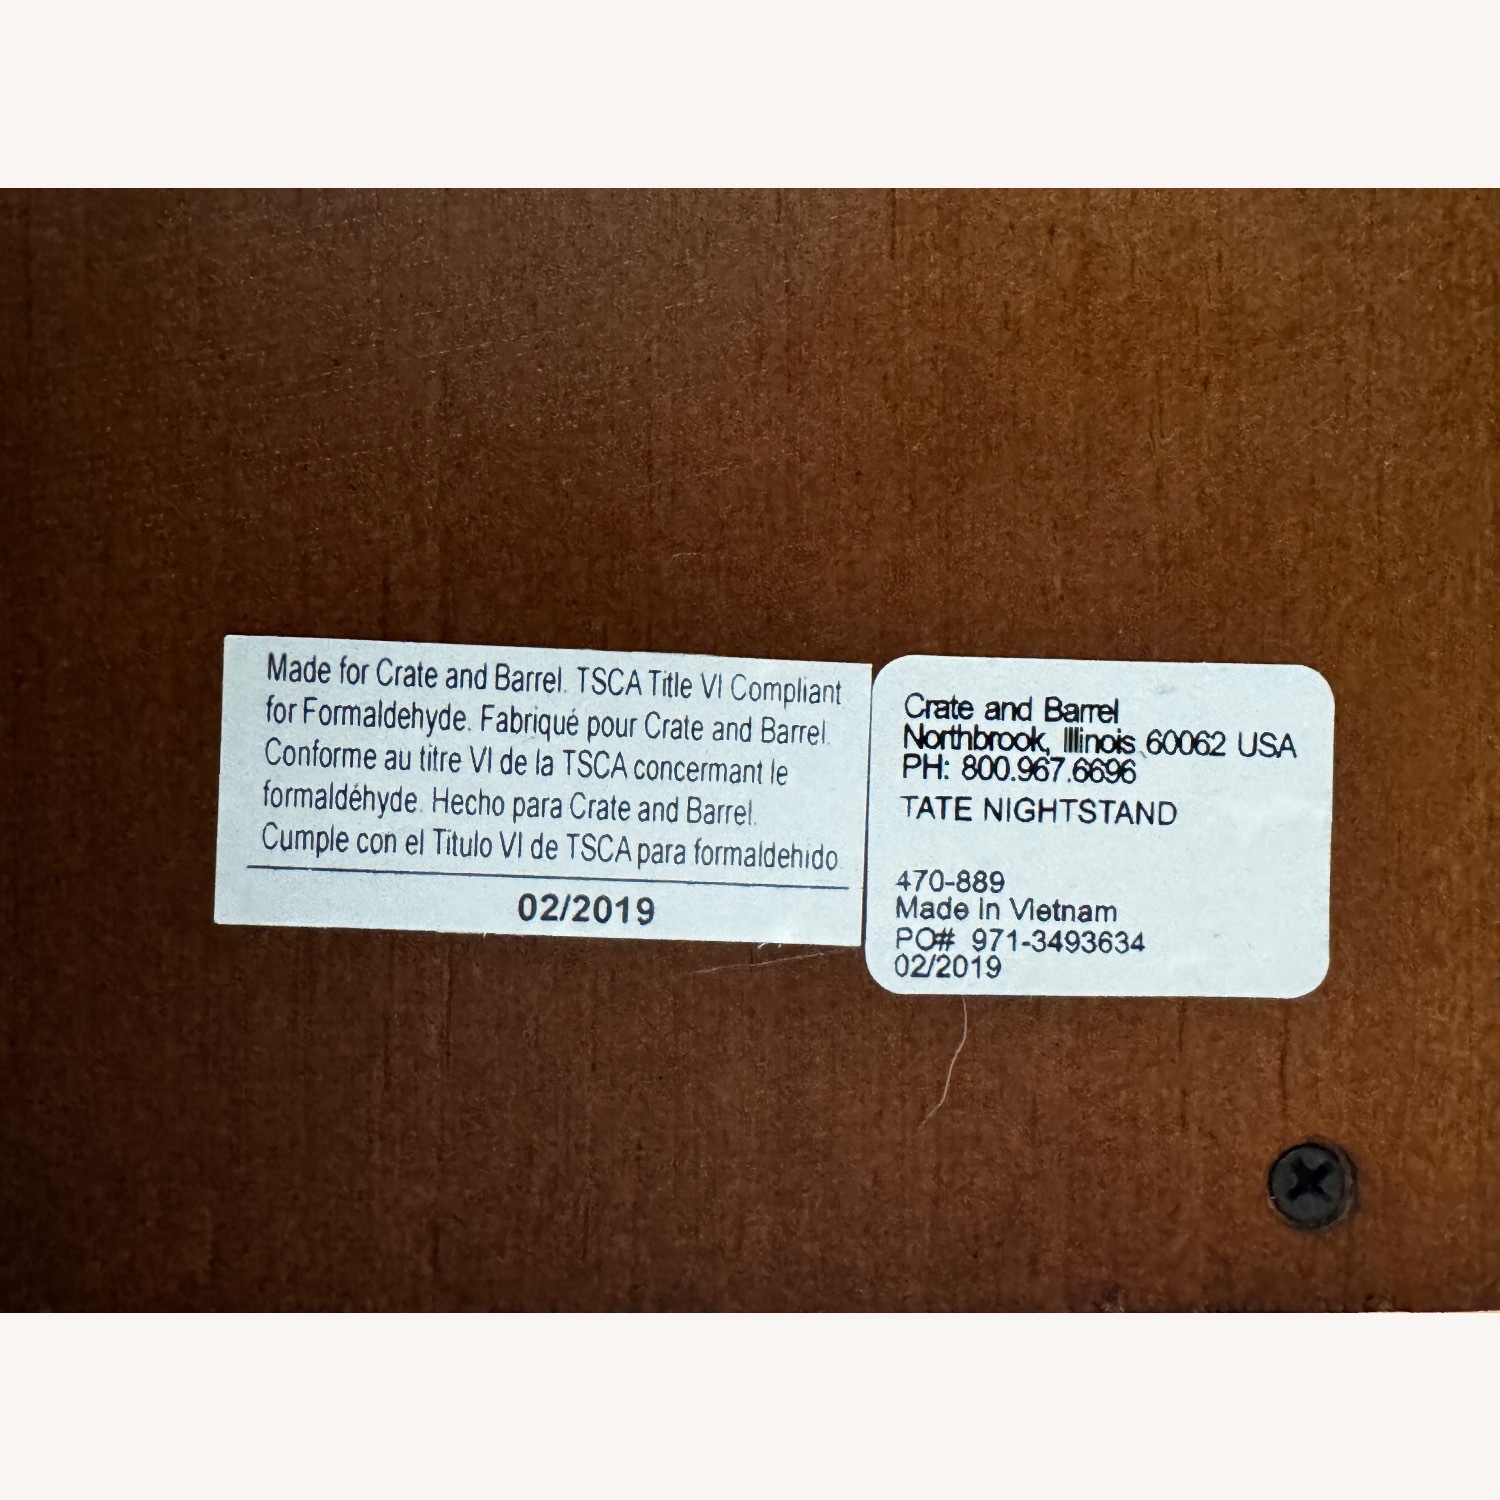 Made for Crate and Barrel. TSCA Title VI Compliant
for Formaldehyde. Fabriqué pour Crate and Barrel.
Conforme au titre VI de la TSCA concermant le
formaldéhyde. Hecho para Crate and Barrel.
Cumple con el Titulo VI de TSCA para formaldehido.
02/2019
Crate and Barrel
Northbrook, Illinois 60062 USA
PH: 800.967.6696
TATE NIGHTSTAND
470-889
Made In Vietnam
PO# 971-3493634
02/2019